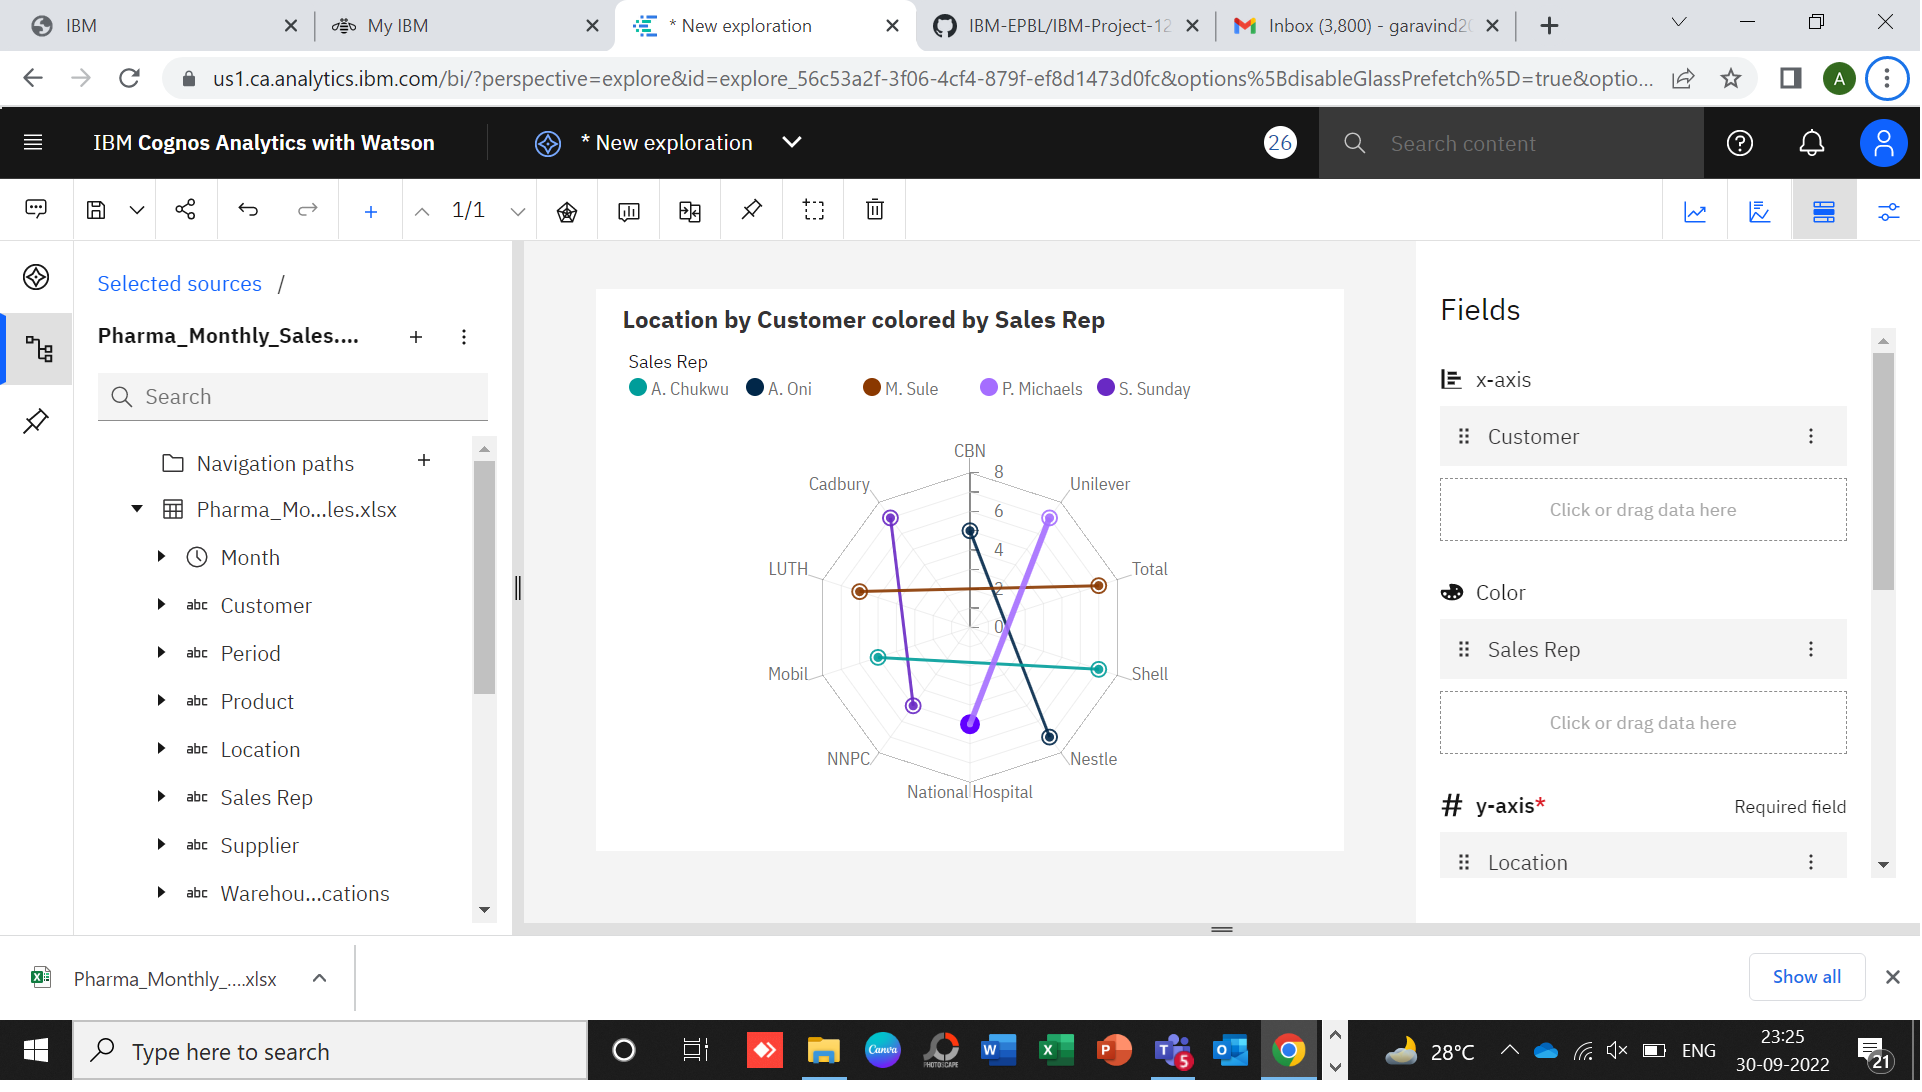 IBM
My IBM
* New exploration
IBM-EPBL/IBM-Project-12
Inbox (3,800) - garavind20
us1.ca.analytics.ibm.com/bi/?perspective=explore&id=explore_56c53a2f-3f06-4cf4-879f-ef8d1473d0fc&options%5BdisableGlassPrefetch%5D=true&optio...
A
IBM Cognos Analytics with Watson
* New exploration
26
Search content
1/1
Selected sources /
Pharma_Monthly_Sales....
Search
Navigation paths
Pharma_Mo...les.xlsx
Month
abc Customer
abc Period
abc Product
abc Location
abc Sales Rep
abc Supplier
abc Warehou...cations
Location by Customer colored by Sales Rep
Sales Rep
A. Chukwu
A. Oni
M. Sule
P. Michaels
S. Sunday
CBN
8
Cadbury
Unilever
6
4
LUTH
Total
2
0
Mobil
Shell
NNPC
Nestle
National Hospital
Fields
x-axis
Customer
Click or drag data here
Color
Sales Rep
Click or drag data here
# y-axis*
Required field
Location
Pharma_Monthly_....xlsx
Show all
Type here to search
Canva
PHOTOSCAPE
W
X
P
T
5
O
28°C
ENG
23:25
30-09-2022
21